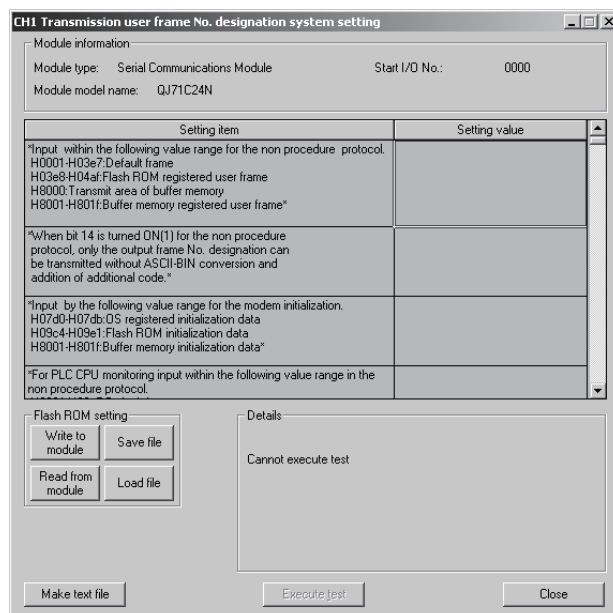 CH1 Transmission user frame No. designation system setting
Module information
Module type: Serial Communications Module Start I/O No.: 0000
Module model name: QJ71C24N
Setting item Setting value
*Input within the following value range for the non procedure protocol.
H0001-H03e7:Default frame
H03e8-H04af:Flash ROM registered user frame
H8000:Transmit area of buffer memory
H8001-H801f:Buffer memory registered user frame*
*When bit 14 is turned ON(1) for the non procedure
protocol, only the output frame No. designation can
be transmitted without ASCII-BIN conversion and
addition of additional code.*
*Input by the following value range for the modem initialization.
H07d0-H07db:OS registered initialization data
H09c4-H09e1:Flash ROM initialization data
H8001-H801f:Buffer memory initialization data*
*For PLC CPU monitoring input within the following value range in the
non procedure protocol.
Flash ROM setting
Write to
module
Save file
Read from
module
Load file
Details
Cannot execute test
Make text file
Execute test
Close